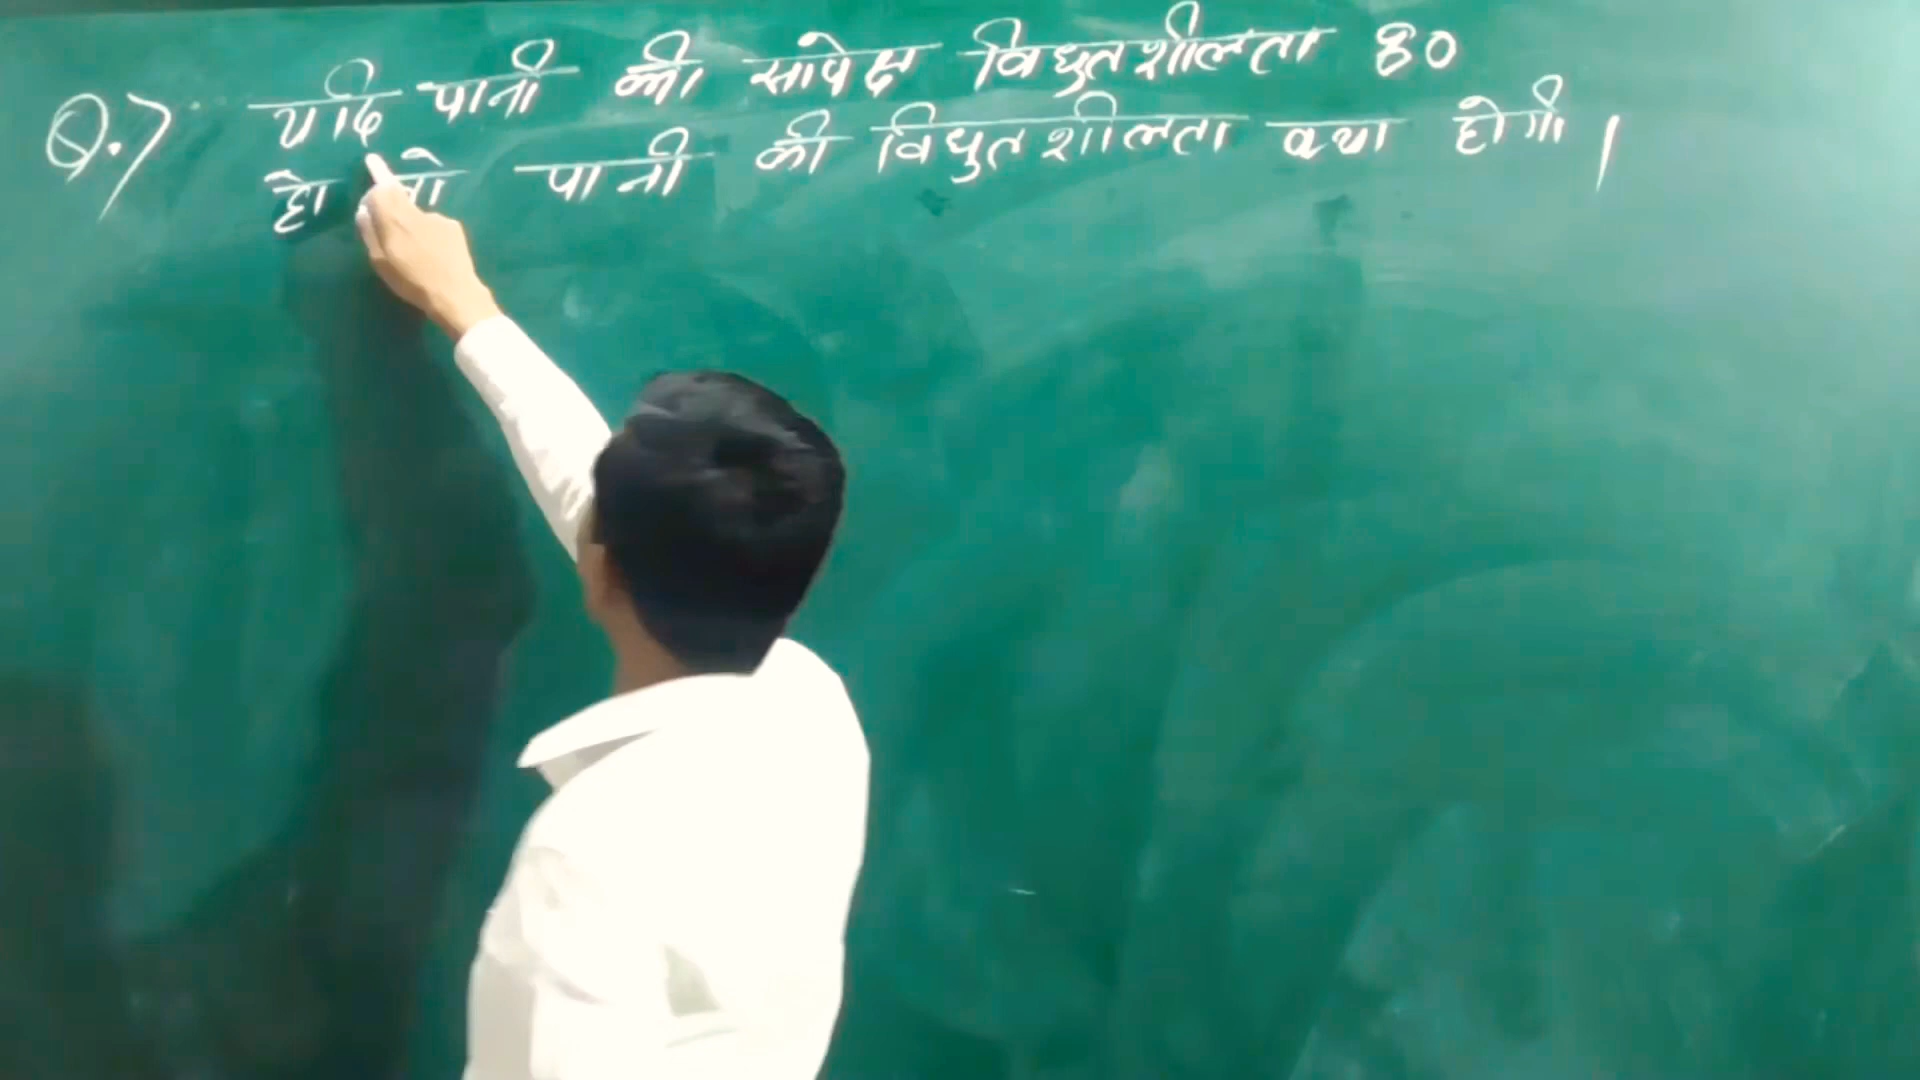 Q.7 यदि पानी की सापेक्ष विधुतशीलता 80
हो तो पानी की विधुतशीलता क्या होगी।